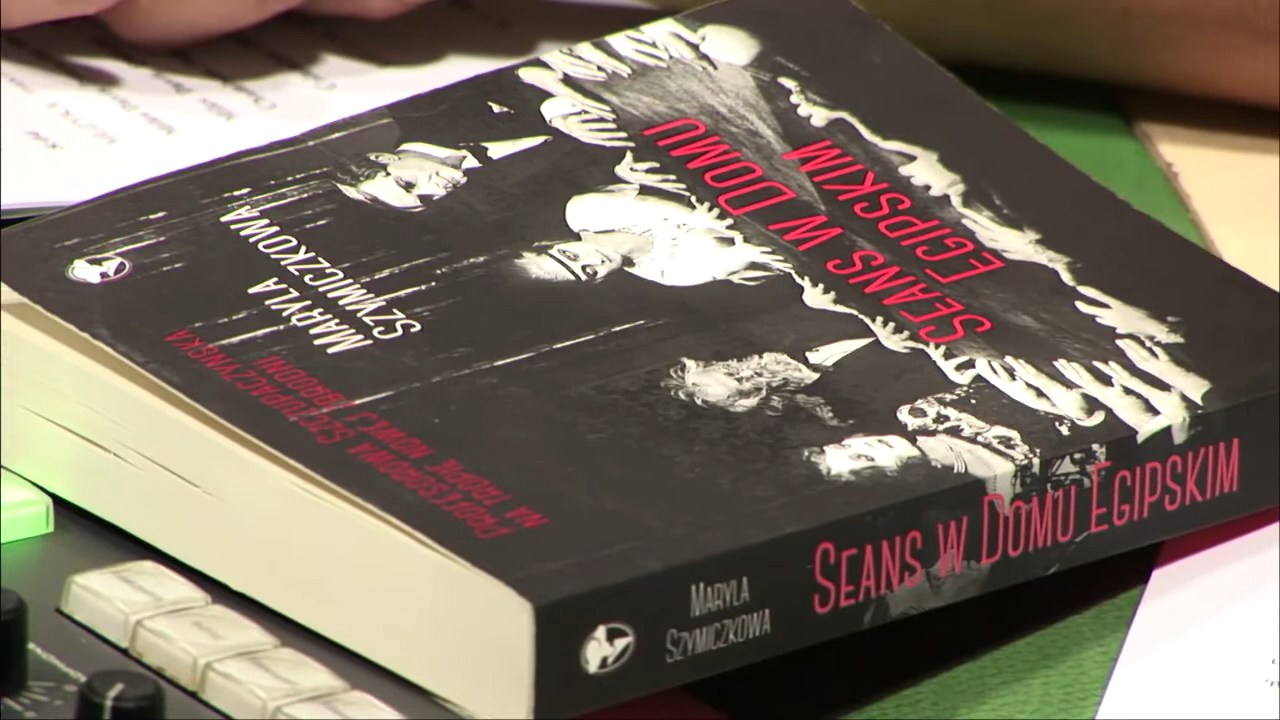 SEANS W DOMU
EGIPSKIM
MARYLA
SZYMICZKOWA
PROFESOROWA SZCZUPACZYŃSKA
NA TROPIE NOWEJ ZBRODNI!
MARYLA
SZYMICZKOWA
SEANS W DOMU EGIPSKIM